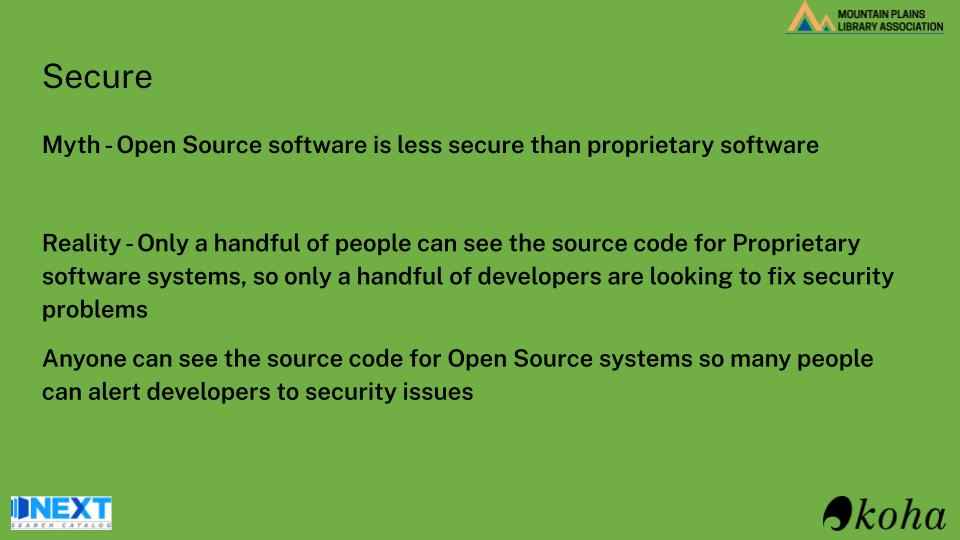 MOUNTAIN PLAINS
LIBRARY ASSOCIATION
Secure
Myth - Open Source software is less secure than proprietary software
Reality - Only a handful of people can see the source code for Proprietary
software systems, so only a handful of developers are looking to fix security
problems
Anyone can see the source code for Open Source systems so many people
can alert developers to security issues
NEXT
SEARCH CATALOG
koha